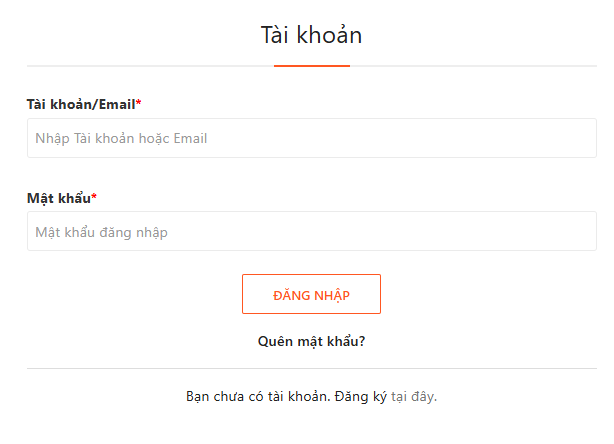 Tài khoản
Tài khoản/Email*
Nhập Tài khoản hoặc Email
Mật khẩu*
Mật khẩu đăng nhập
ĐĂNG NHẬP
Quên mật khẩu?
Bạn chưa có tài khoản. Đăng ký tại đây.